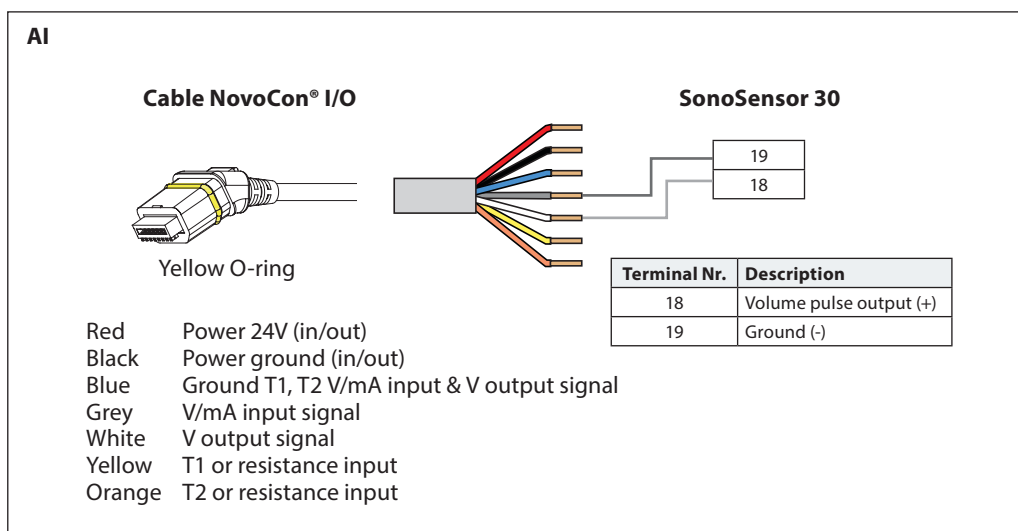 AI
Cable NovoCon® I/O
SonoSensor 30
19
18
Yellow O-ring
Terminal Nr. Description
18 Volume pulse output (+)
19 Ground (-)
Red Power 24V (in/out)
Black Power ground (in/out)
Blue Ground T1, T2 V/mA input & V output signal
Grey V/mA input signal
White V output signal
Yellow T1 or resistance input
Orange T2 or resistance input